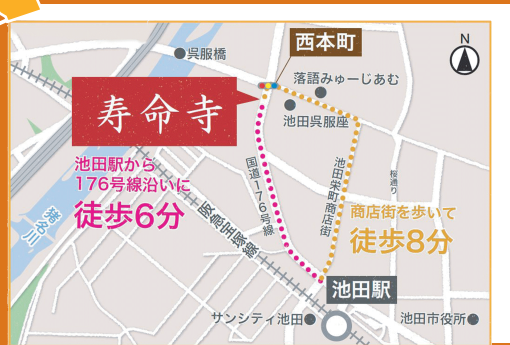 西本町
N
呉服橋
落語みゅーじあむ
寿命寺
池田呉服座
池田駅から
176号線沿いに
徒歩6分
国道176号線
池田栄町商店街
桜通り
商店街を歩いて
徒歩8分
猪名川
阪急宝塚線
池田駅
サンシティ池田
池田市役所